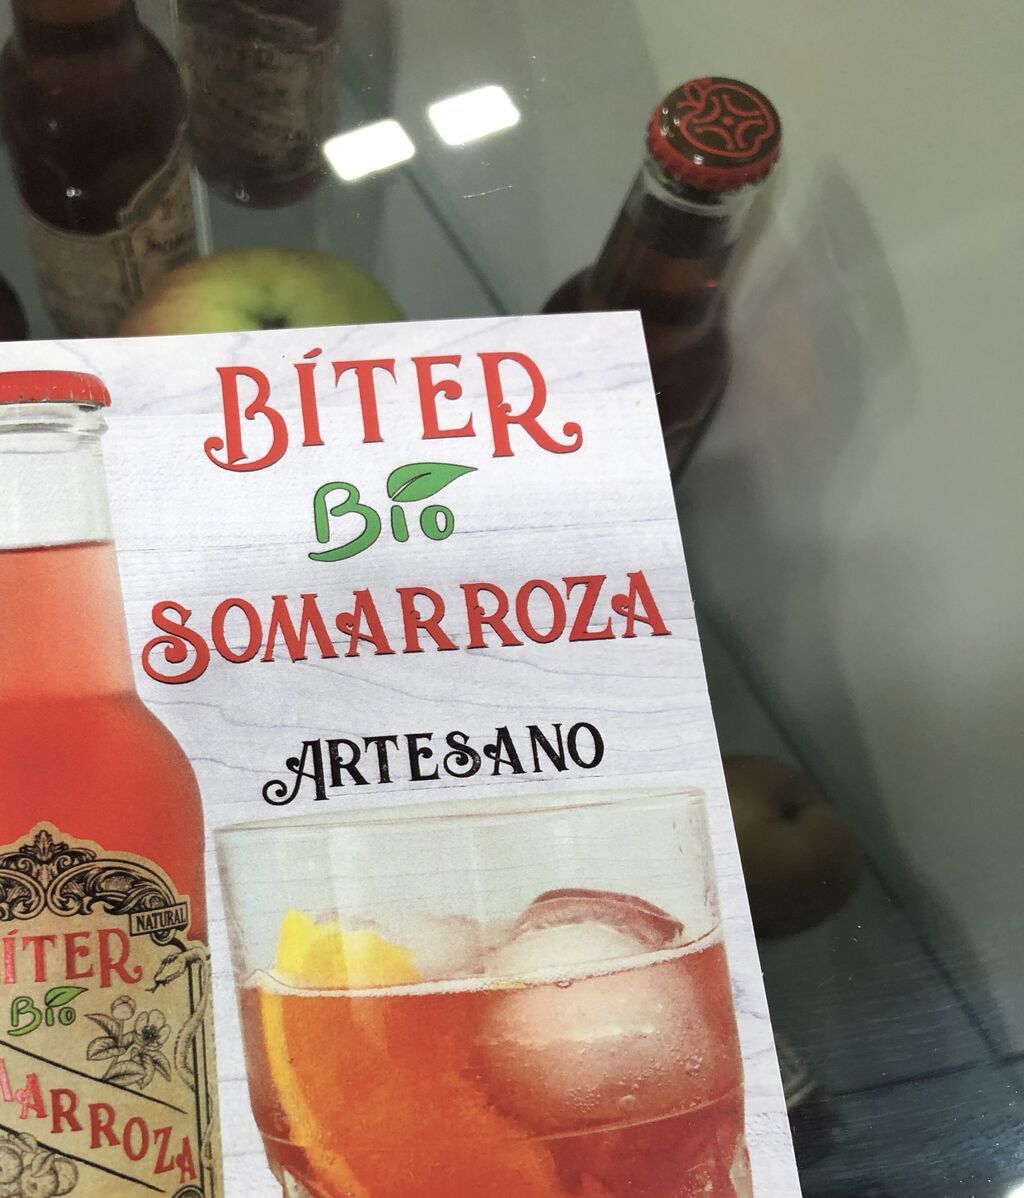 BÍTER
Bio
SOMARROZA
ARTESANO
NATURAL
ÍTER
Bio
ARROZA